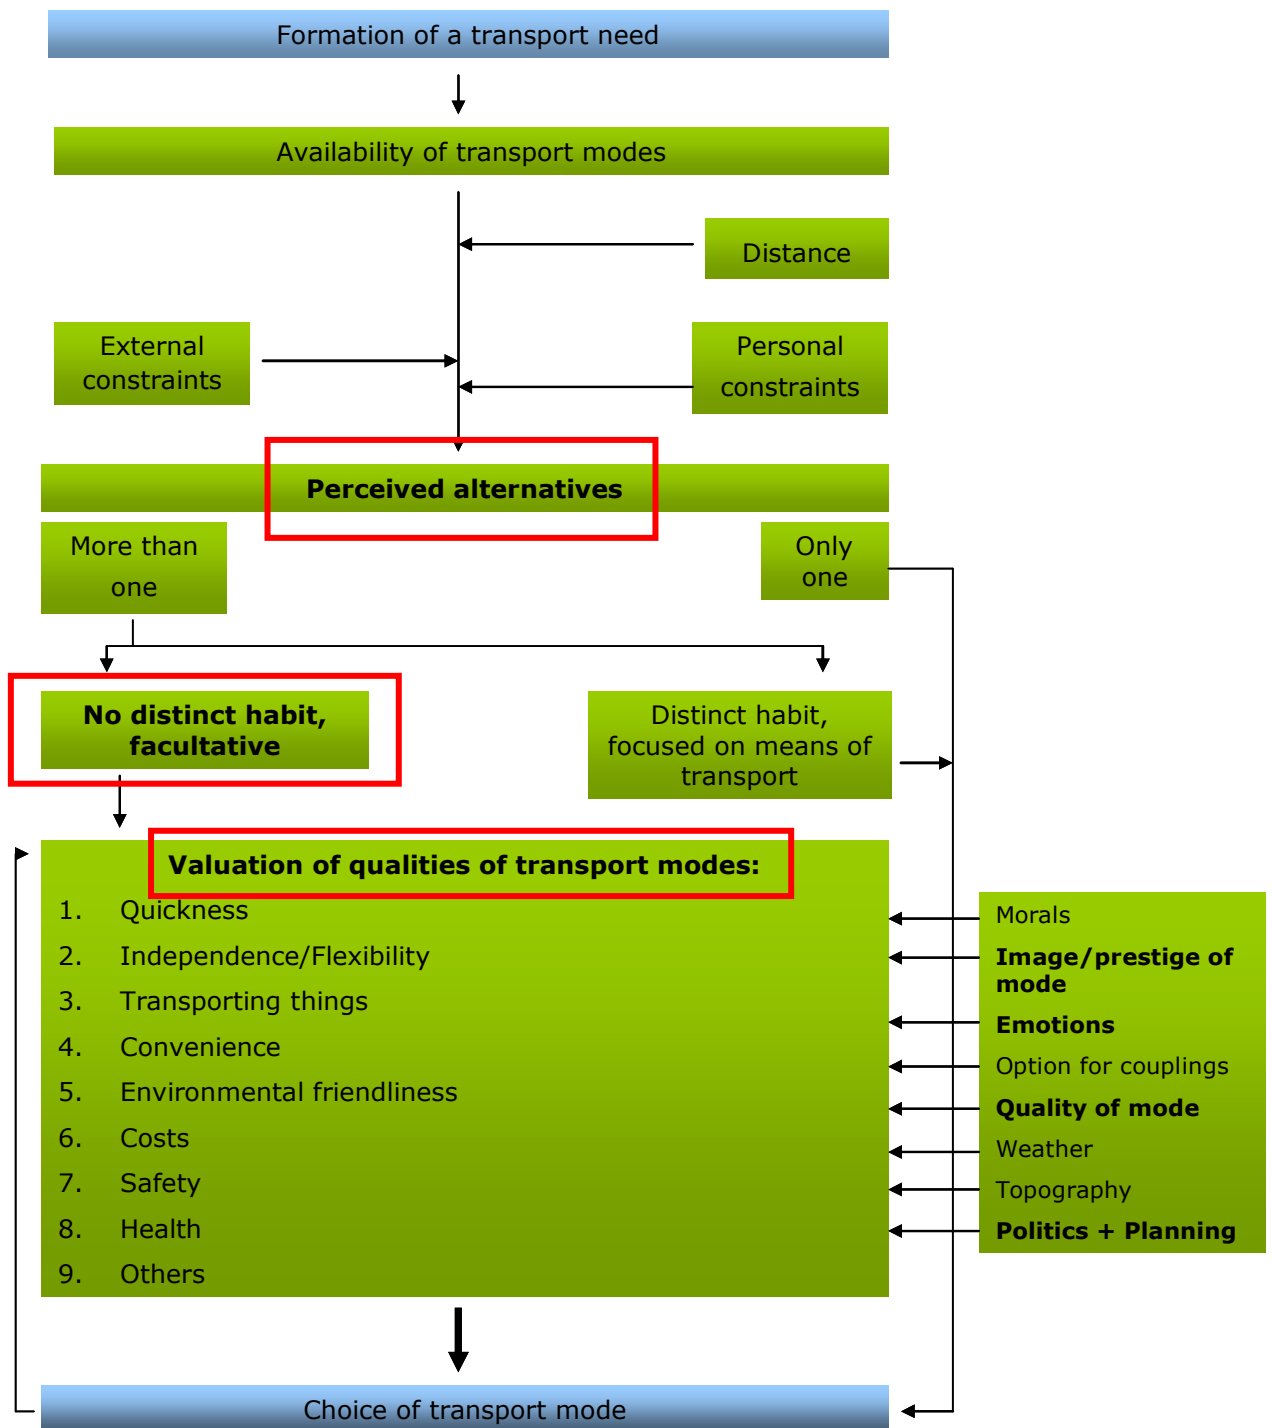 Formation of a transport need
Availability of transport modes
Distance
External
constraints
Personal
constraints
Perceived alternatives
More than
one
Only
one
No distinct habit,
facultative
Distinct habit,
focused on means of
transport
Valuation of qualities of transport modes:
1. Quickness
2. Independence/Flexibility
3. Transporting things
4. Convenience
5. Environmental friendliness
6. Costs
7. Safety
8. Health
9. Others
Morals
Image/prestige of
mode
Emotions
Option for couplings
Quality of mode
Weather
Topography
Politics + Planning
Choice of transport mode